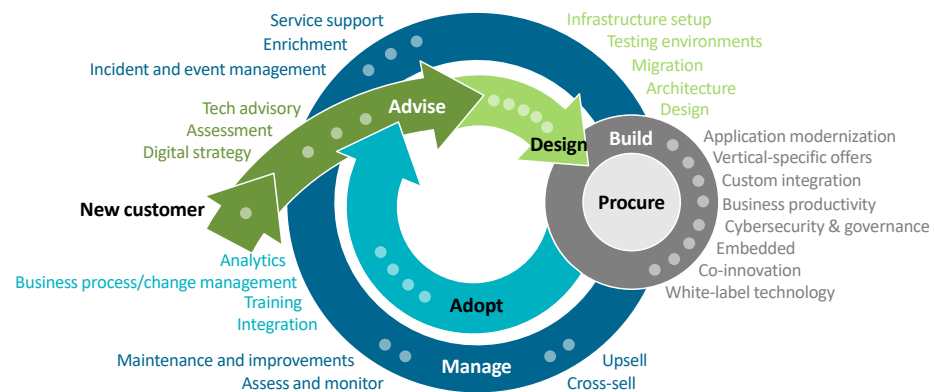 Service support
Enrichment
Incident and event management
Infrastructure setup
Testing environments
Migration
Architecture
Design
Tech advisory
Assessment
Digital strategy
Advise
Design
Build
Procure
Application modernization
Vertical-specific offers
Custom integration
Business productivity
Cybersecurity & governance
Embedded
Co-innovation
White-label technology
New customer
Analytics
Business process/change management
Training
Integration
Adopt
Maintenance and improvements
Assess and monitor
Manage
Upsell
Cross-sell